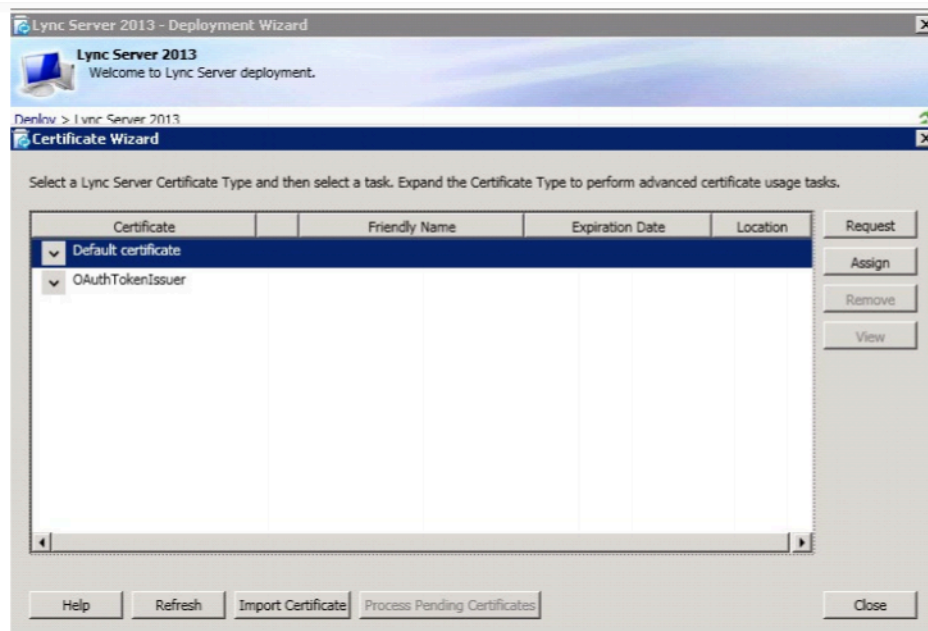 Lync Server 2013 - Deployment Wizard
Lync Server 2013
Welcome to Lync Server deployment.
Deploy > Lync Server 2013
Certificate Wizard
Select a Lync Server Certificate Type and then select a task. Expand the Certificate Type to perform advanced certificate usage tasks.
Certificate Friendly Name Expiration Date Location
Default certificate
OAuthTokenIssuer
Request
Assign
Remove
View
Help Refresh Import Certificate Process Pending Certificates Close